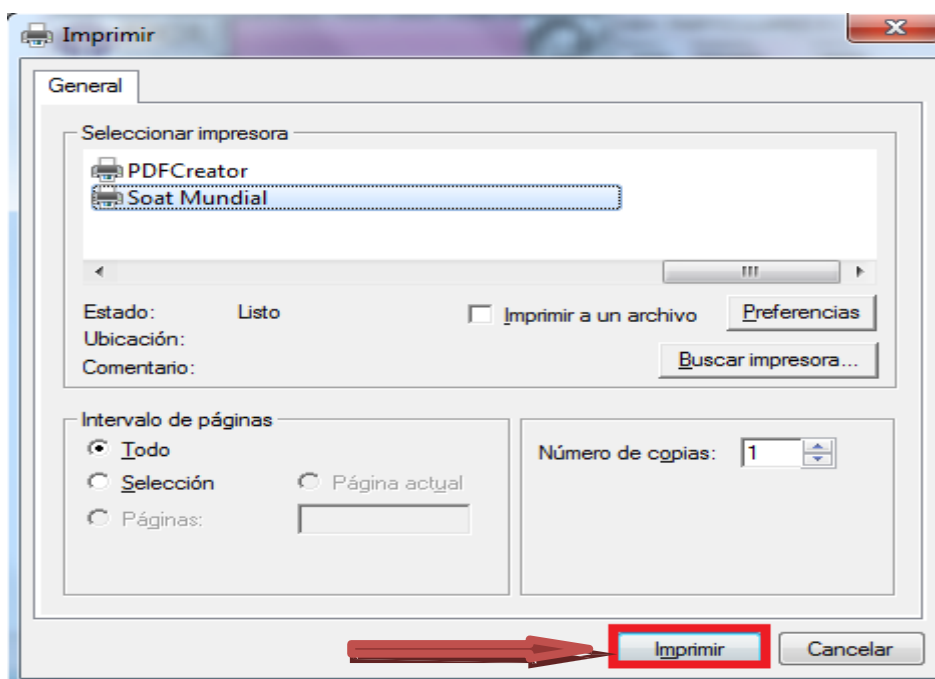 Imprimir
General
Seleccionar impresora
PDFCreator
Soat Mundial
Estado: Listo
Imprimir a un archivo
Preferencias
Ubicación:
Buscar impresora...
Comentario:
Intervalo de páginas
Todo
Selección
Página actual
Páginas:
Número de copias: 1
Imprimir
Cancelar